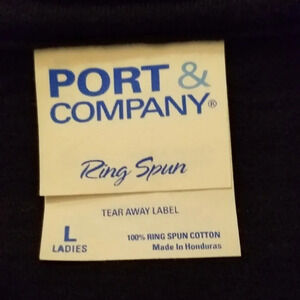 PORT &
COMPANY®
Ring Spun
TEAR AWAY LABEL
L
LADIES
100% RING SPUN COTTON
Made In Honduras